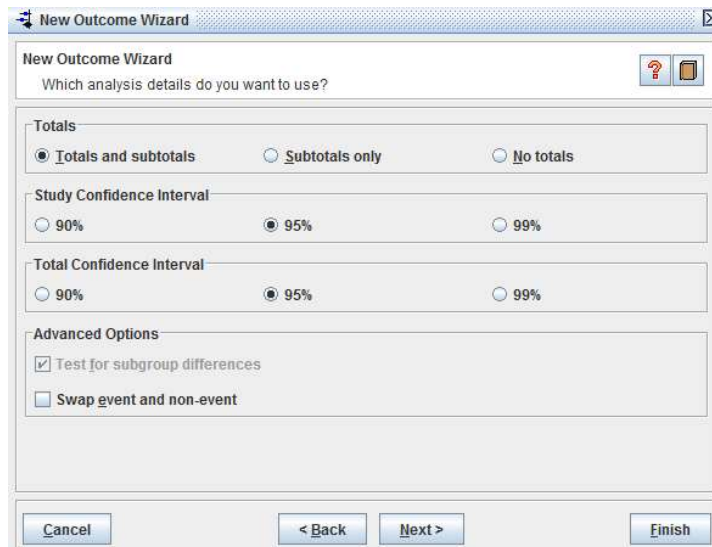 New Outcome Wizard
New Outcome Wizard
Which analysis details do you want to use?
Totals
Totals and subtotals Subtotals only No totals
Study Confidence Interval
90% 95% 99%
Total Confidence Interval
90% 95% 99%
Advanced Options
Test for subgroup differences
Swap event and non-event
Cancel < Back Next > Finish